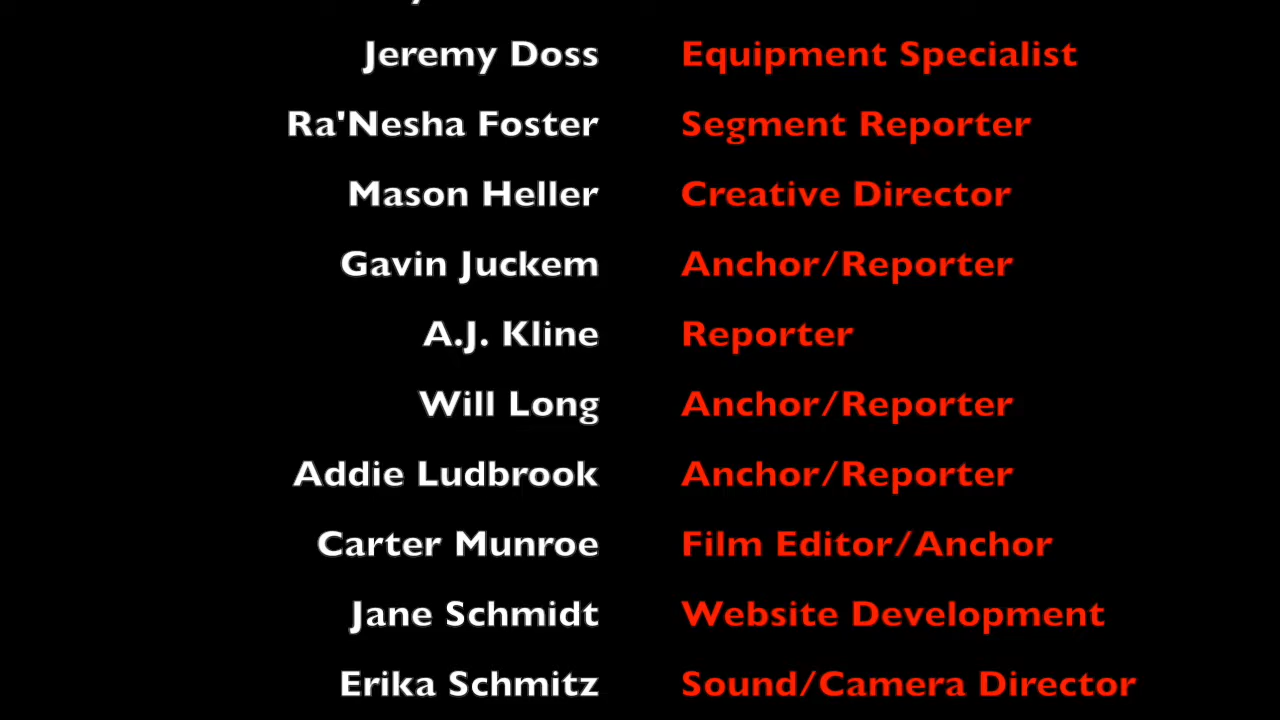 Jeremy Doss Equipment Specialist
Ra'Nesha Foster Segment Reporter
Mason Heller Creative Director
Gavin Juckem Anchor/Reporter
A.J. Kline Reporter
Will Long Anchor/Reporter
Addie Ludbrook Anchor/Reporter
Carter Munroe Film Editor/Anchor
Jane Schmidt Website Development
Erika Schmitz Sound/Camera Director